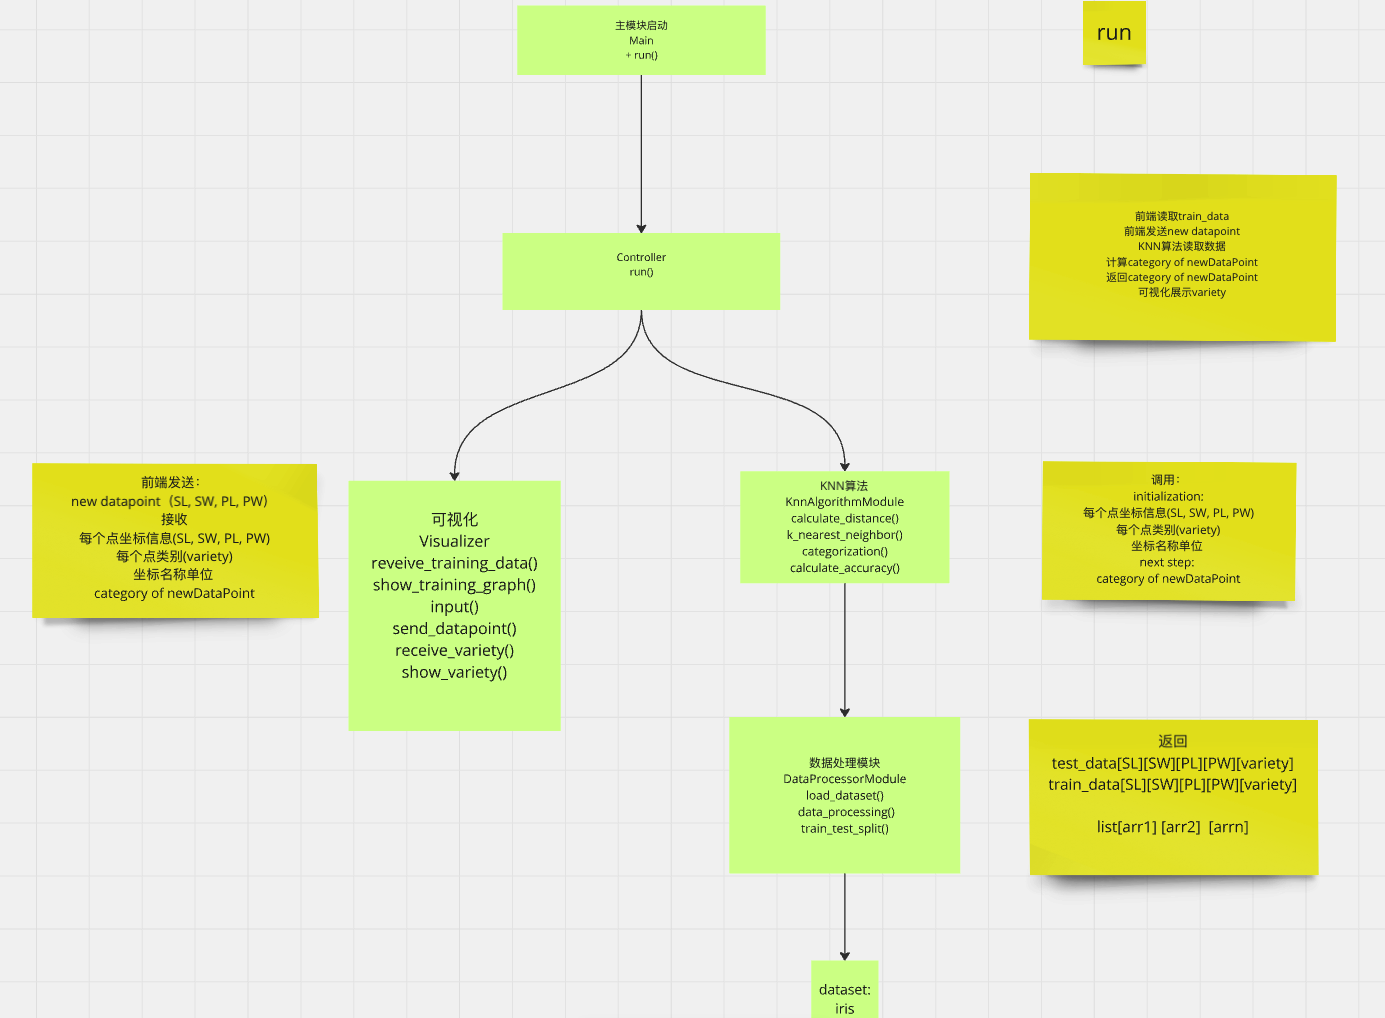 主模块启动
Main
+ run()
run
Controller
run()
前端读取train_data
前端发送new datapoint
KNN算法读取数据
计算category of newDataPoint
返回category of newDataPoint
可视化展示variety
前端发送：
new datapoint（SL, SW, PL, PW）
接收
每个点坐标信息(SL, SW, PL, PW)
每个点类别(variety)
坐标名称单位
category of newDataPoint
可视化
Visualizer
reveive_training_data()
show_training_graph()
input()
send_datapoint()
receive_variety()
show_variety()
KNN算法
KnnAlgorithmModule
calculate_distance()
k_nearest_neighbor()
categorization()
calculate_accuracy()
调用：
initialization:
每个点坐标信息(SL, SW, PL, PW)
每个点类别(variety)
坐标名称单位
next step:
category of newDataPoint
数据处理模块
DataProcessorModule
load_dataset()
data_processing()
train_test_split()
返回
test_data[SL][SW][PL][PW][variety]
train_data[SL][SW][PL][PW][variety]
list[arr1] [arr2]  [arrn]
dataset:
iris